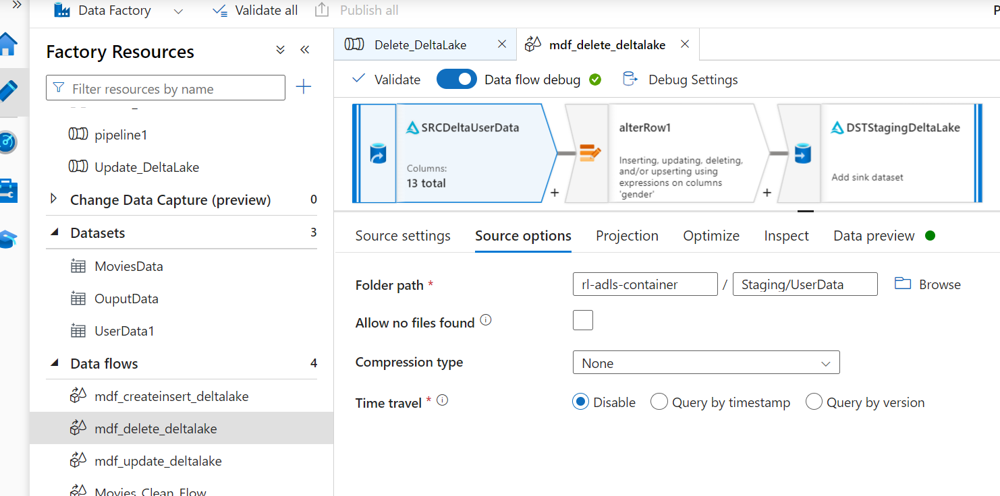 Data Factory
Validate all
Publish all
P
Factory Resources
Delete_DeltaLake
mdf_delete_deltalake
Filter resources by name
Validate
Data flow debug
Debug Settings
pipeline1
Update_DeltaLake
Change Data Capture (preview) 0
Datasets 3
MoviesData
OuputData
UserData1
Data flows 4
mdf_createinsert_deltalake
mdf_delete_deltalake
mdf_update_deltalake
Movies_Clean_Flow
SRCDeltaUserData
Columns:
13 total
+
alterRow1
Inserting, updating, deleting,
and/or upserting using
expressions on columns
'gender'
+
DSTStagingDeltaLake
Add sink dataset
Source settings
Source options
Projection
Optimize
Inspect
Data preview
Folder path *
rl-adls-container / Staging/UserData
Browse
Allow no files found
Compression type
None
Time travel *
Disable
Query by timestamp
Query by version